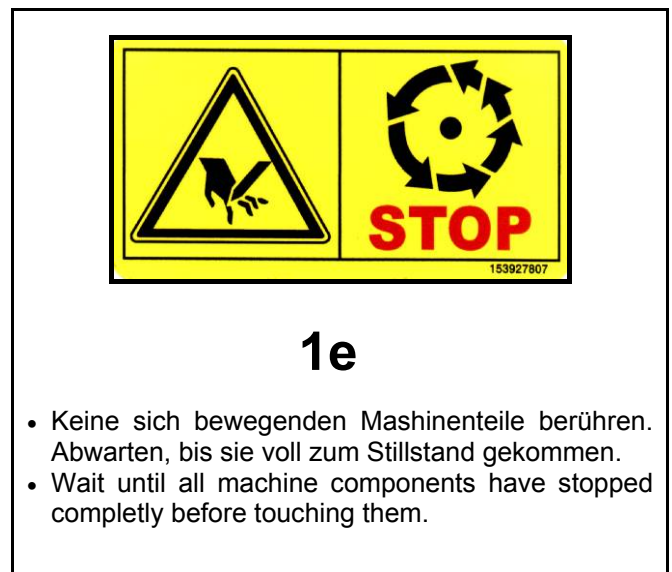 STOP
153927807
1e
• Keine sich bewegenden Mashinenteile berühren.
Abwarten, bis sie voll zum Stillstand gekommen.
• Wait until all machine components have stopped
completly before touching them.